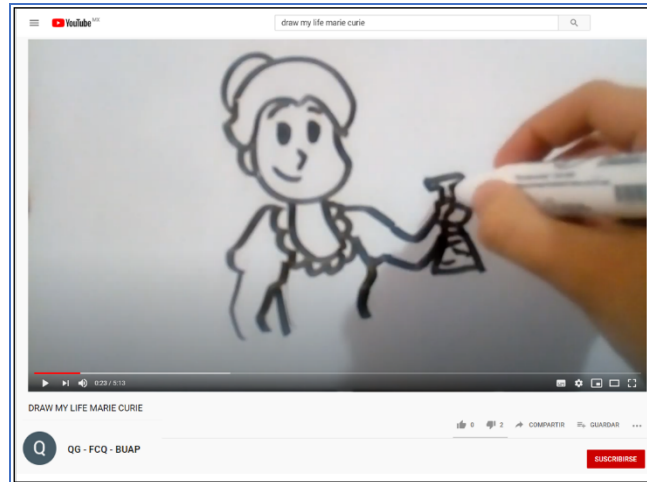 YouTube MX
draw my life marie curie
0:23 / 5:13
DRAW MY LIFE MARIE CURIE
0 2 COMPARTIR GUARDAR
Q
QG - FCQ - BUAP
SUSCRIBIRSE